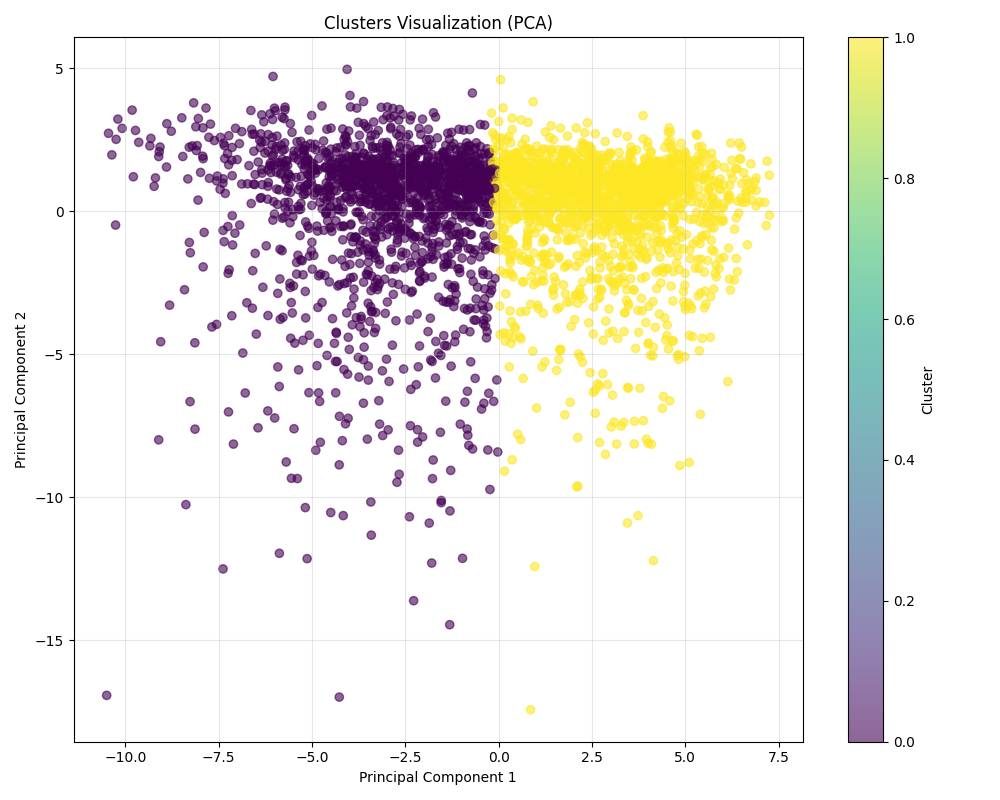 Clusters Visualization (PCA)
5
0
−5
−10
−15
Principal Component 2
−10.0 −7.5 −5.0 −2.5 0.0 2.5 5.0 7.5
Principal Component 1
1.0
0.8
0.6
0.4
0.2
0.0
Cluster